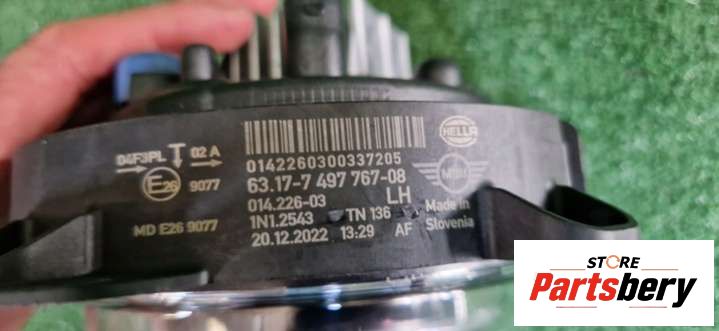 04F3PL
02 A
E26
9077
MD E26 9077
0142260300337205
63.17-7 497 767-08
014.226-03 LH
1N1.2543 TN 136
20.12.2022 13:29 AF
HELLA
MINI
Made in
Slovenia
STORE
Partsbery